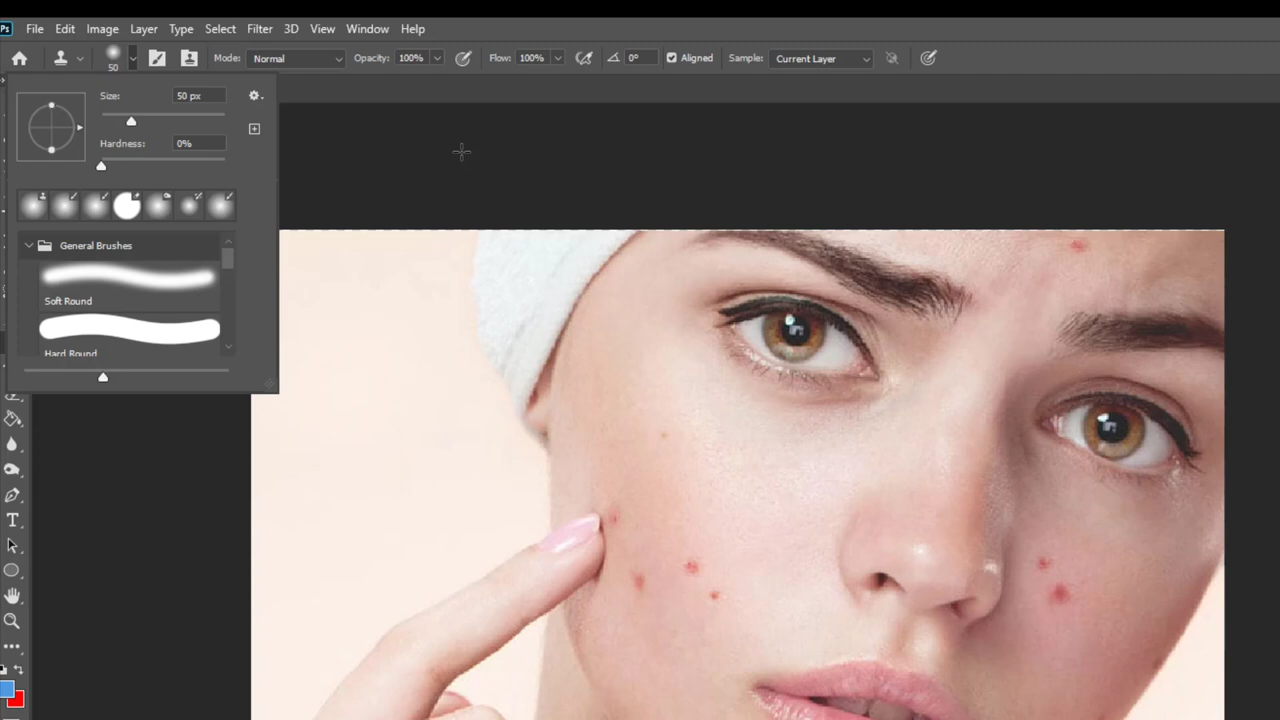 Ps File Edit Image Layer Type Select Filter 3D View Window Help
50 Mode: Normal Opacity: 100% Flow: 100% 0° Aligned Sample: Current Layer
Size: 50 px
Hardness: 0%
General Brushes
Soft Round
Hard Round
T